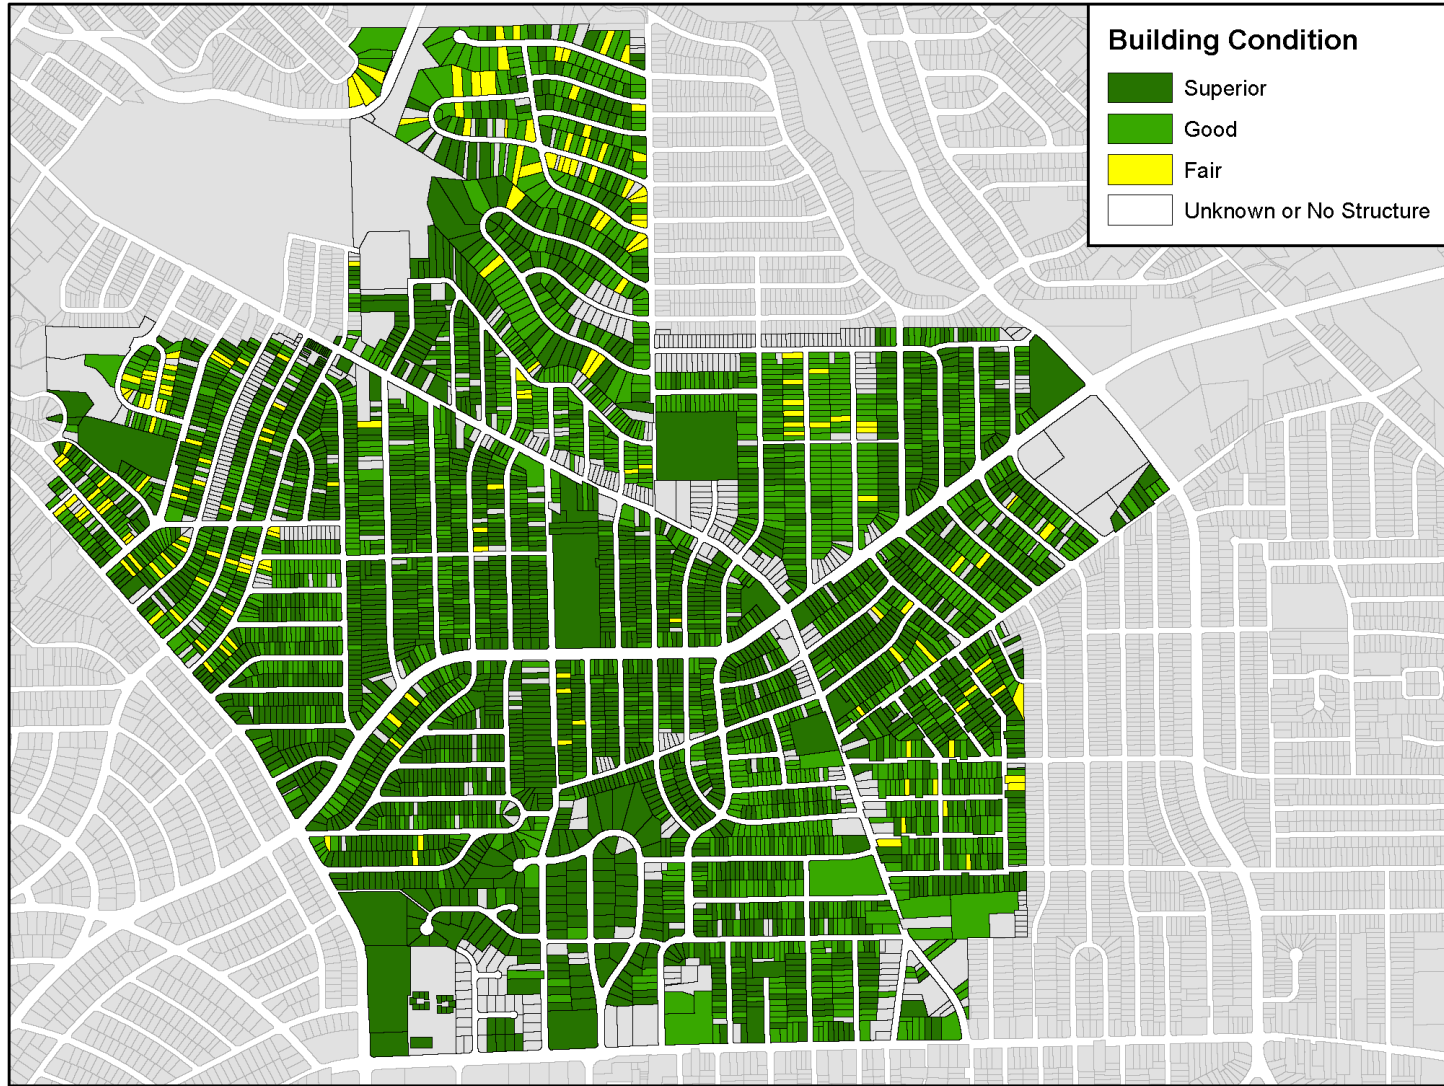 Building Condition
Superior
Good
Fair
Unknown or No Structure